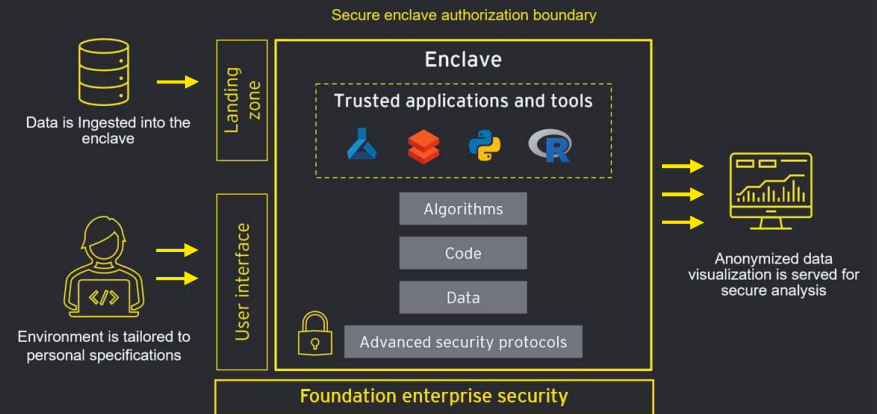 Secure enclave authorization boundary
Data is Ingested into the
enclave
Landing
zone
Enclave
Trusted applications and tools
R
Algorithms
Code
Data
Advanced security protocols
</>
Environment is tailored to
personal specifications
User interface
Anonymized data
visualization is served for
secure analysis
Foundation enterprise security